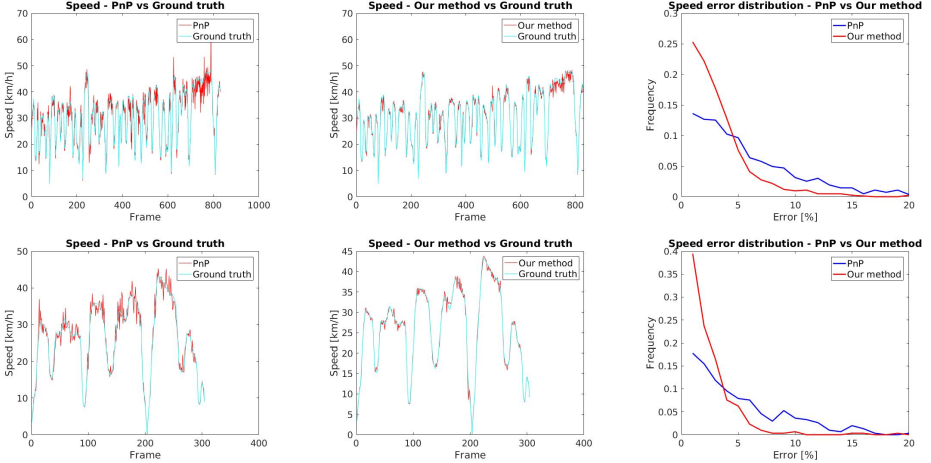 Speed - PnP vs Ground truth
Speed [km/h]
70
60
50
40
30
20
10
0
0 200 400 600 800 1000
Frame
PnP
Ground truth
Speed - Our method vs Ground truth
Speed [km/h]
70
60
50
40
30
20
10
0
0 200 400 600 800
Frame
Our method
Ground truth
Speed error distribution - PnP vs Our method
Frequency
0.3
0.25
0.2
0.15
0.1
0.05
0
0 5 10 15 20
Error [%]
PnP
Our method
Speed - PnP vs Ground truth
Speed [km/h]
50
40
30
20
10
0
0 100 200 300 400
Frame
PnP
Ground truth
Speed - Our method vs Ground truth
Speed [km/h]
45
40
35
30
25
20
15
10
5
0
0 100 200 300 400
Frame
Our method
Ground truth
Speed error distribution - PnP vs Our method
Frequency
0.4
0.35
0.3
0.25
0.2
0.15
0.1
0.05
0
0 5 10 15 20
Error [%]
PnP
Our method